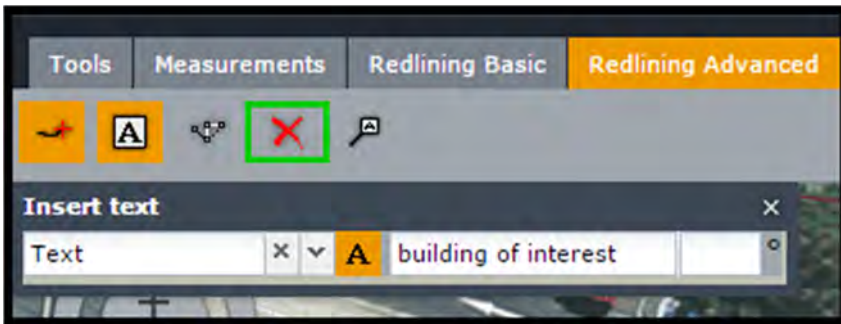 Tools Measurements Redlining Basic Redlining Advanced
A A
Insert text ×
Text × A building of interest °